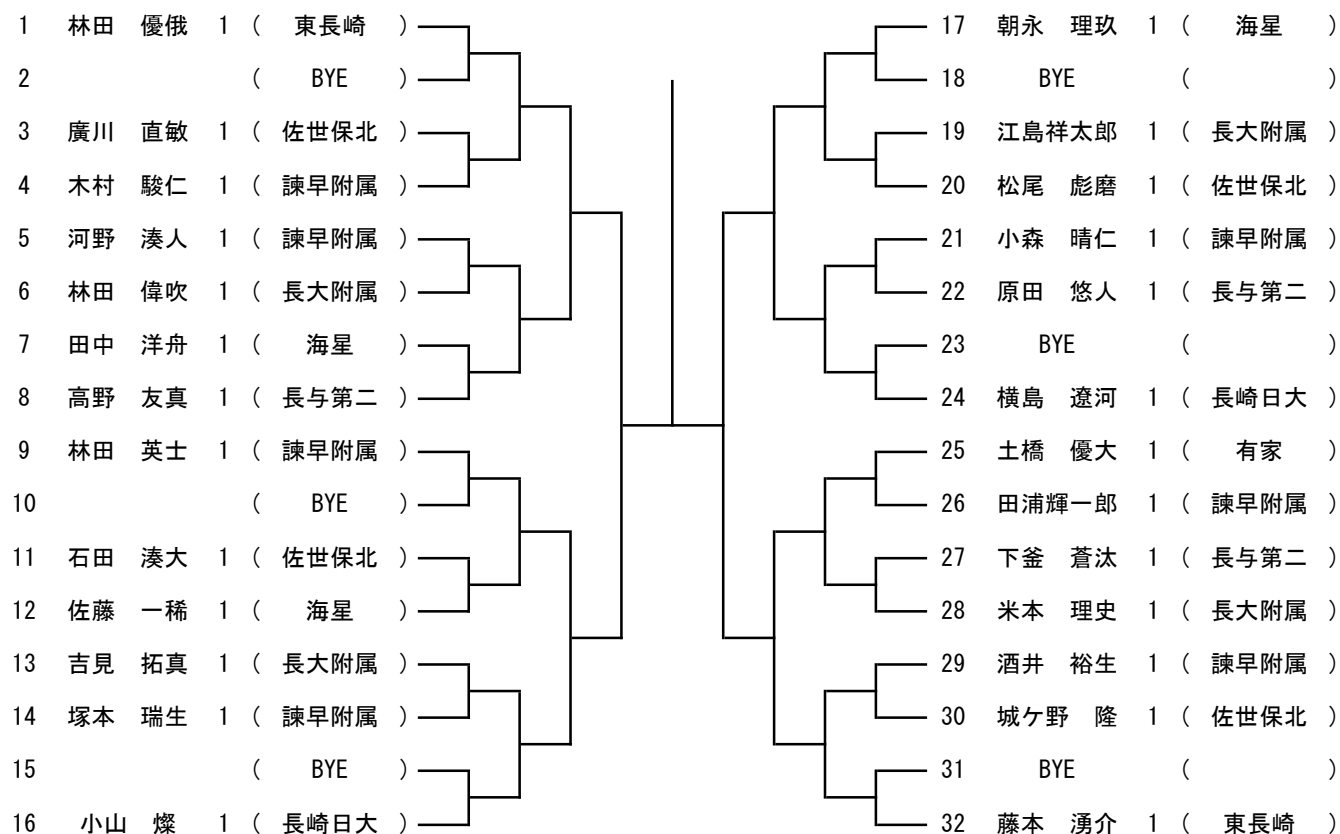 1 林田 優俄 1 ( 東長崎 )
2 ( BYE )
3 廣川 直敏 1 ( 佐世保北 )
4 木村 駿仁 1 ( 諫早附属 )
5 河野 湊人 1 ( 諫早附属 )
6 林田 偉吹 1 ( 長大附属 )
7 田中 洋舟 1 ( 海星 )
8 高野 友真 1 ( 長与第二 )
9 林田 英士 1 ( 諫早附属 )
10 ( BYE )
11 石田 湊大 1 ( 佐世保北 )
12 佐藤 一稀 1 ( 海星 )
13 吉見 拓真 1 ( 長大附属 )
14 塚本 瑞生 1 ( 諫早附属 )
15 ( BYE )
16 小山 燦 1 ( 長崎日大 )
17 朝永 理玖 1 ( 海星 )
18 BYE ( )
19 江島祥太郎 1 ( 長大附属 )
20 松尾 彪磨 1 ( 佐世保北 )
21 小森 晴仁 1 ( 諫早附属 )
22 原田 悠人 1 ( 長与第二 )
23 BYE ( )
24 横島 遼河 1 ( 長崎日大 )
25 土橋 優大 1 ( 有家 )
26 田浦輝一郎 1 ( 諫早附属 )
27 下釜 蒼汰 1 ( 長与第二 )
28 米本 理史 1 ( 長大附属 )
29 酒井 裕生 1 ( 諫早附属 )
30 城ケ野 隆 1 ( 佐世保北 )
31 BYE ( )
32 藤本 湧介 1 ( 東長崎 )